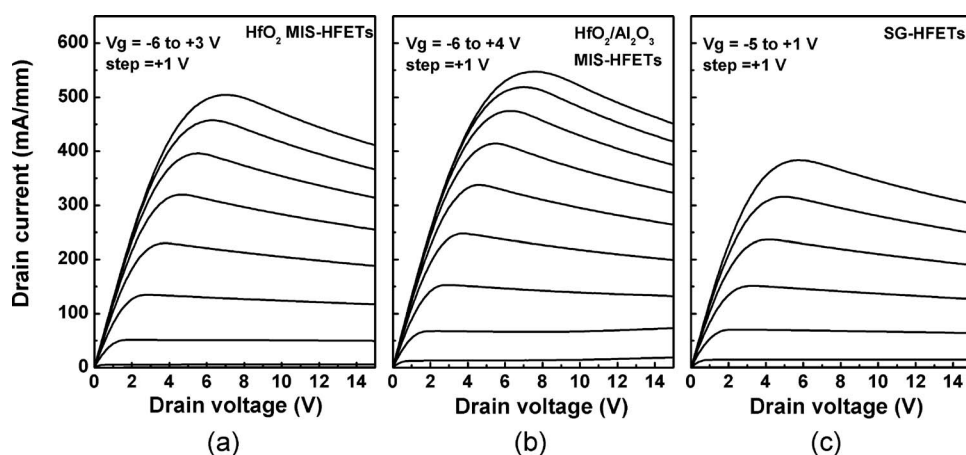 Drain current (mA/mm)
600
500
400
300
200
100
0
HfO₂ MIS-HFETs
Vg = -6 to +3 V
step =+1 V
0 2 4 6 8 10 12 14
Drain voltage (V)
(a)
HfO₂/Al₂O₃
Vg = -6 to +4 V
MIS-HFETs
step =+1 V
0 2 4 6 8 10 12 14
Drain voltage (V)
(b)
SG-HFETs
Vg = -5 to +1 V
step =+1 V
0 2 4 6 8 10 12 14
Drain voltage (V)
(c)